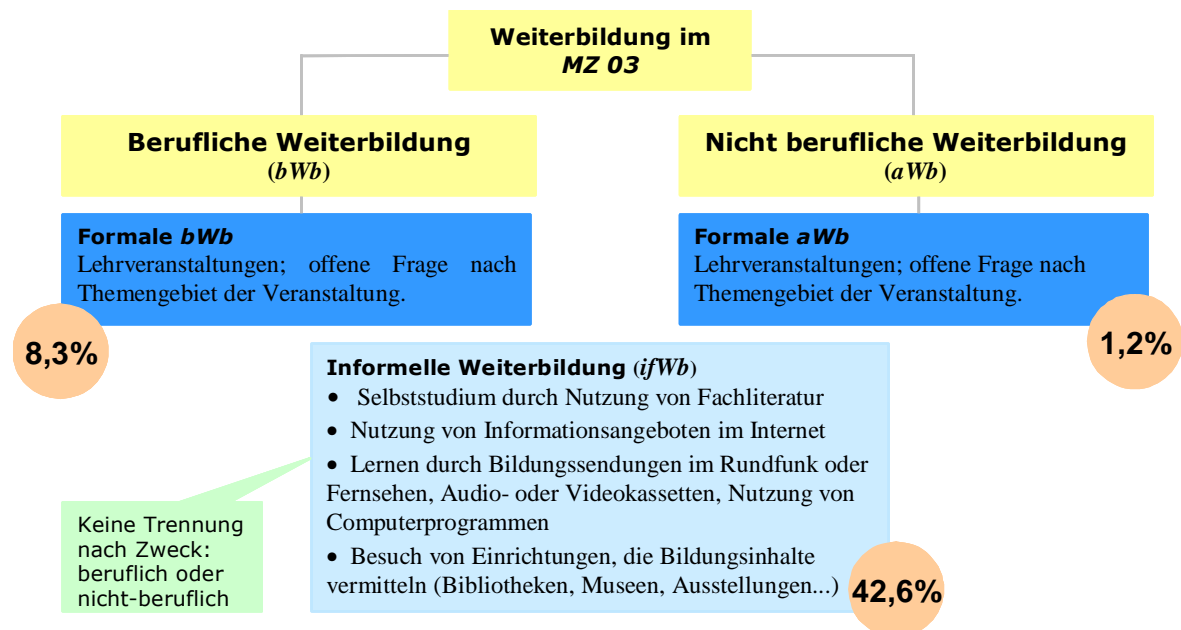 Weiterbildung im
MZ 03
Berufliche Weiterbildung
(bWb)
Nicht berufliche Weiterbildung
(aWb)
Formale bWb
Lehrveranstaltungen; offene Frage nach
Themengebiet der Veranstaltung.
8,3%
Formale aWb
Lehrveranstaltungen; offene Frage nach
Themengebiet der Veranstaltung.
1,2%
Informelle Weiterbildung (ifWb)
• Selbststudium durch Nutzung von Fachliteratur
• Nutzung von Informationsangeboten im Internet
• Lernen durch Bildungssendungen im Rundfunk oder
Fernsehen, Audio- oder Videokassetten, Nutzung von
Computerprogrammen
• Besuch von Einrichtungen, die Bildungsinhalte
vermitteln (Bibliotheken, Museen, Ausstellungen...)
42,6%
Keine Trennung
nach Zweck:
beruflich oder
nicht-beruflich